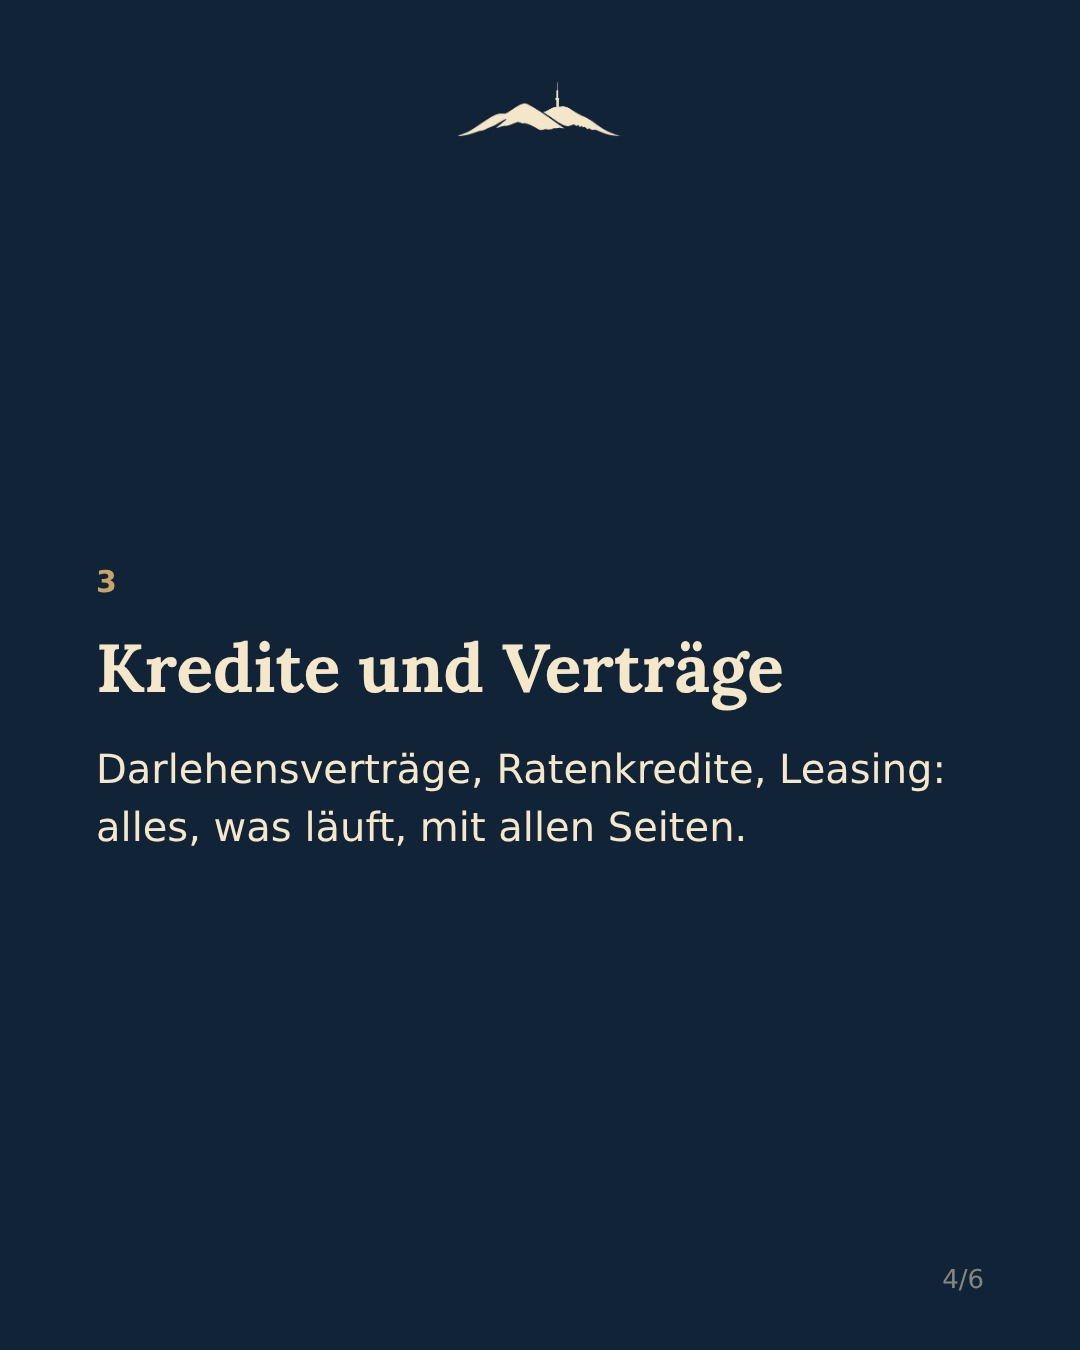 3
Kredite und Verträge
Darlehensverträge, Ratenkredite, Leasing:
alles, was läuft, mit allen Seiten.
4/6